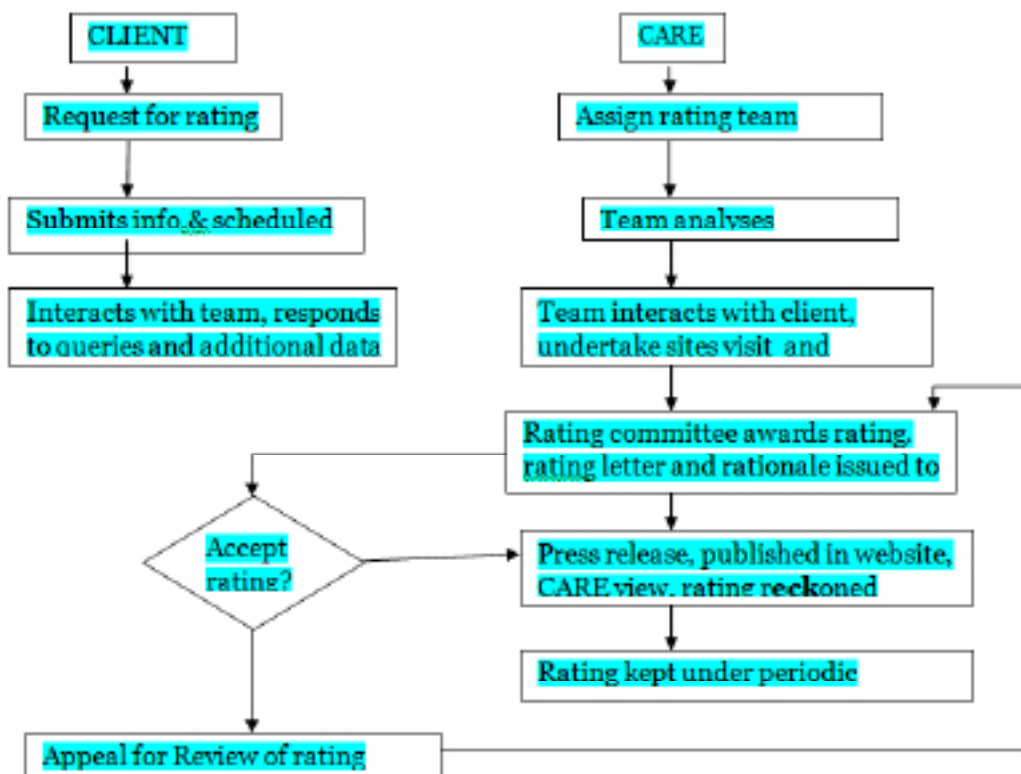 CLIENT
CARE
Request for rating
Assign rating team
Submits info,& scheduled
Team analyses
Interacts with team, responds
to queries and additional data
Team interacts with client,
undertake sites visit and
Rating committee awards rating,
rating letter and rationale issued to
Accept
rating?
Press release, published in website,
CARE view, rating reckoned
Rating kept under periodic
Appeal for Review of rating